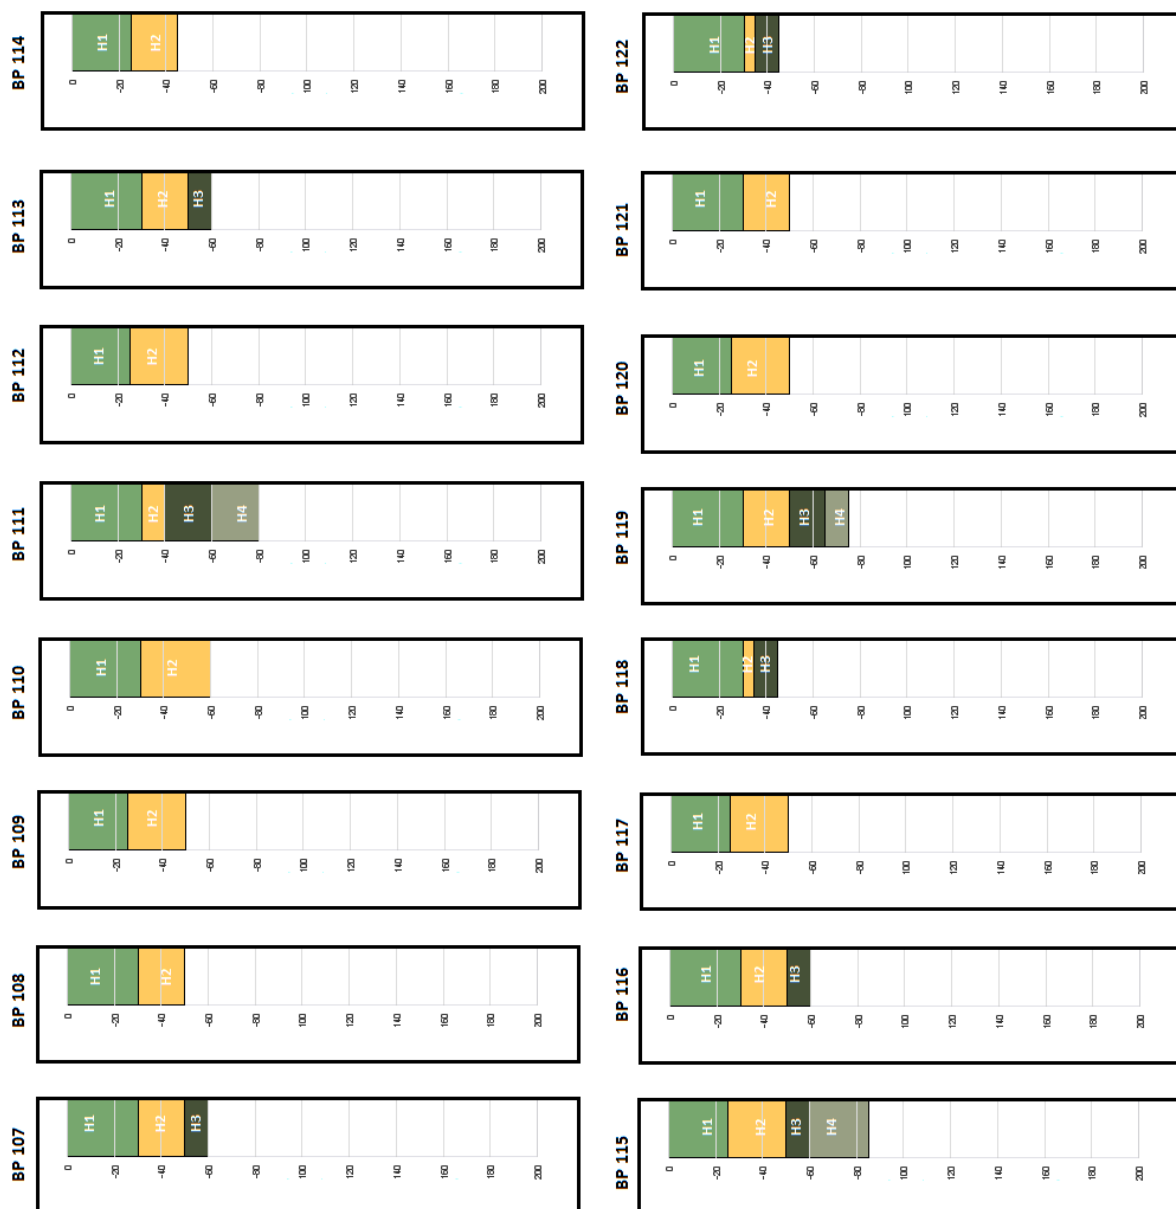 BP 107
H1 H2 H3
0 -20 -40 -60 -80 100 120 140 160 180 200
BP 108
H1 H2
0 -20 -40 -60 -80 100 120 140 160 180 200
BP 109
H1 H2
0 -20 -40 -60 -80 100 120 140 160 180 200
BP 110
H1 H2
0 -20 -40 -60 -80 100 120 140 160 180 200
BP 111
H1 H2 H3 H4
0 -20 -40 -60 -80 100 120 140 160 180 200
BP 112
H1 H2
0 -20 -40 -60 -80 100 120 140 160 180 200
BP 113
H1 H2 H3
0 -20 -40 -60 -80 100 120 140 160 180 200
BP 114
H1 H2
0 -20 -40 -60 -80 100 120 140 160 180 200
BP 115
H1 H2 H3 H4
0 -20 -40 -60 -80 100 120 140 160 180 200
BP 116
H1 H2 H3
0 -20 -40 -60 -80 100 120 140 160 180 200
BP 117
H1 H2
0 -20 -40 -60 -80 100 120 140 160 180 200
BP 118
H1 H2 H3
0 -20 -40 -60 -80 100 120 140 160 180 200
BP 119
H1 H2 H3 H4
0 -20 -40 -60 -80 100 120 140 160 180 200
BP 120
H1 H2
0 -20 -40 -60 -80 100 120 140 160 180 200
BP 121
H1 H2
0 -20 -40 -60 -80 100 120 140 160 180 200
BP 122
H1 H2 H3
0 -20 -40 -60 -80 100 120 140 160 180 200